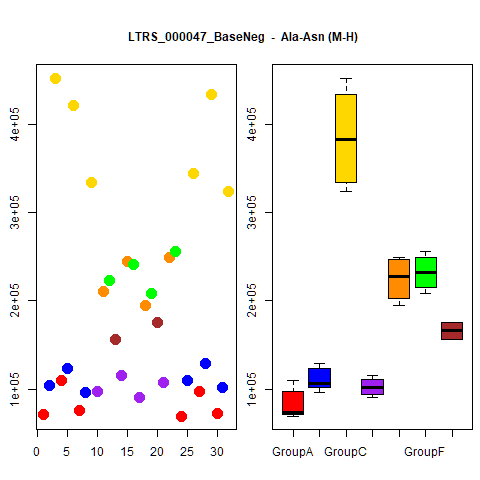 LTRS_000047_BaseNeg - Ala-Asn (M-H)
4e+05
3e+05
2e+05
1e+05
0 5 10 15 20 25 30
4e+05
3e+05
2e+05
1e+05
GroupA GroupC GroupF